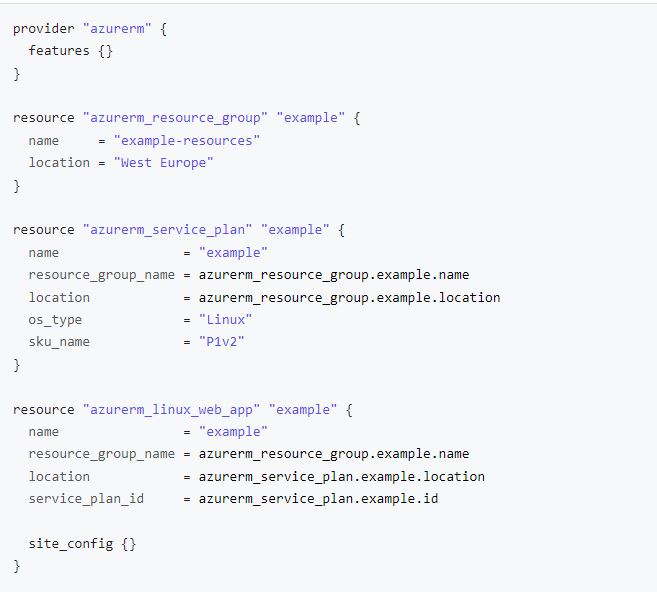 provider "azurerm" {
  features {}
}

resource "azurerm_resource_group" "example" {
  name     = "example-resources"
  location = "West Europe"
}

resource "azurerm_service_plan" "example" {
  name                = "example"
  resource_group_name = azurerm_resource_group.example.name
  location            = azurerm_resource_group.example.location
  os_type             = "Linux"
  sku_name            = "P1v2"
}

resource "azurerm_linux_web_app" "example" {
  name                = "example"
  resource_group_name = azurerm_resource_group.example.name
  location            = azurerm_service_plan.example.location
  service_plan_id     = azurerm_service_plan.example.id

  site_config {}
}